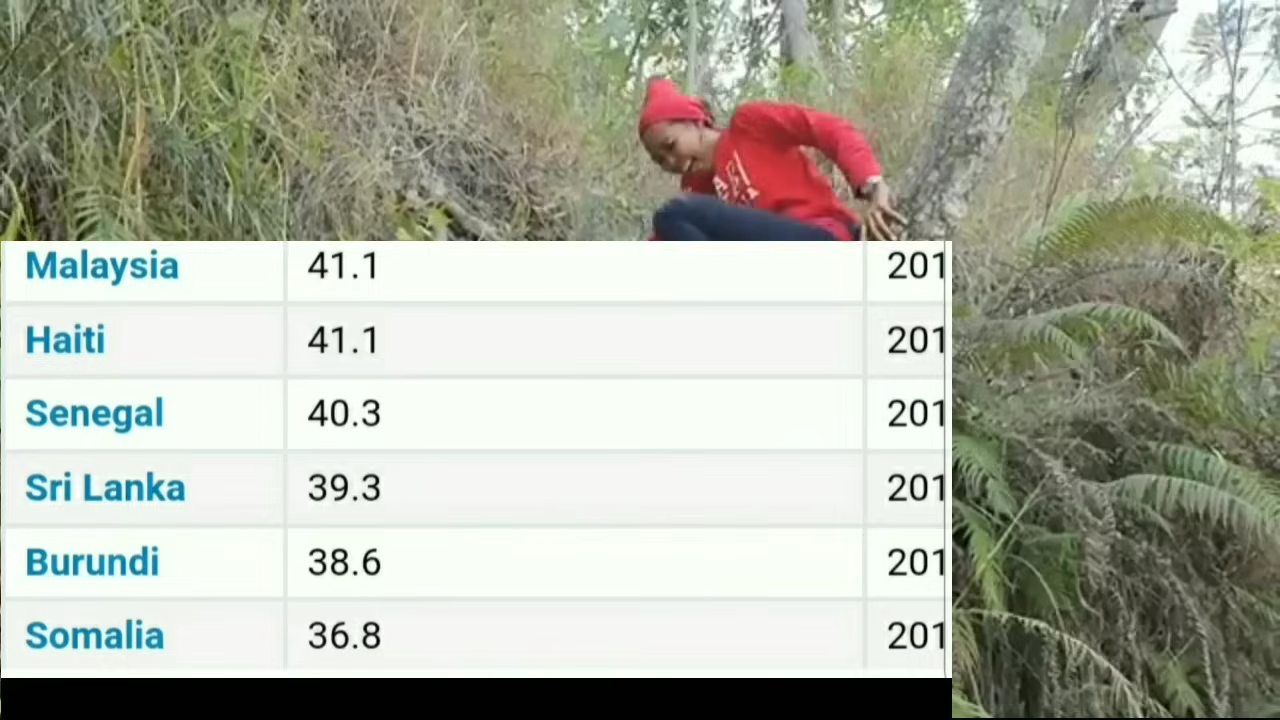 Malaysia 41.1 201
Haiti 41.1 201
Senegal 40.3 201
Sri Lanka 39.3 201
Burundi 38.6 201
Somalia 36.8 201